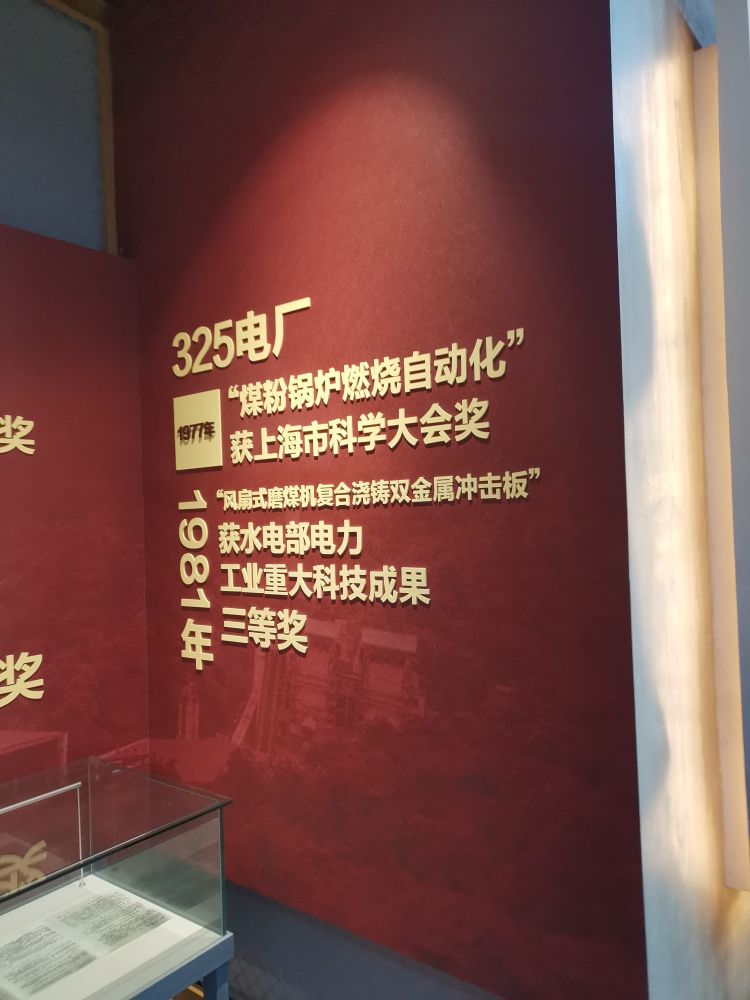 325电厂
1977年
“煤粉锅炉燃烧自动化”
获上海市科学大会奖
1981年
“风扇式磨煤机复合浇铸双金属冲击板”
获水电部电力
工业重大科技成果
三等奖
奖
奖